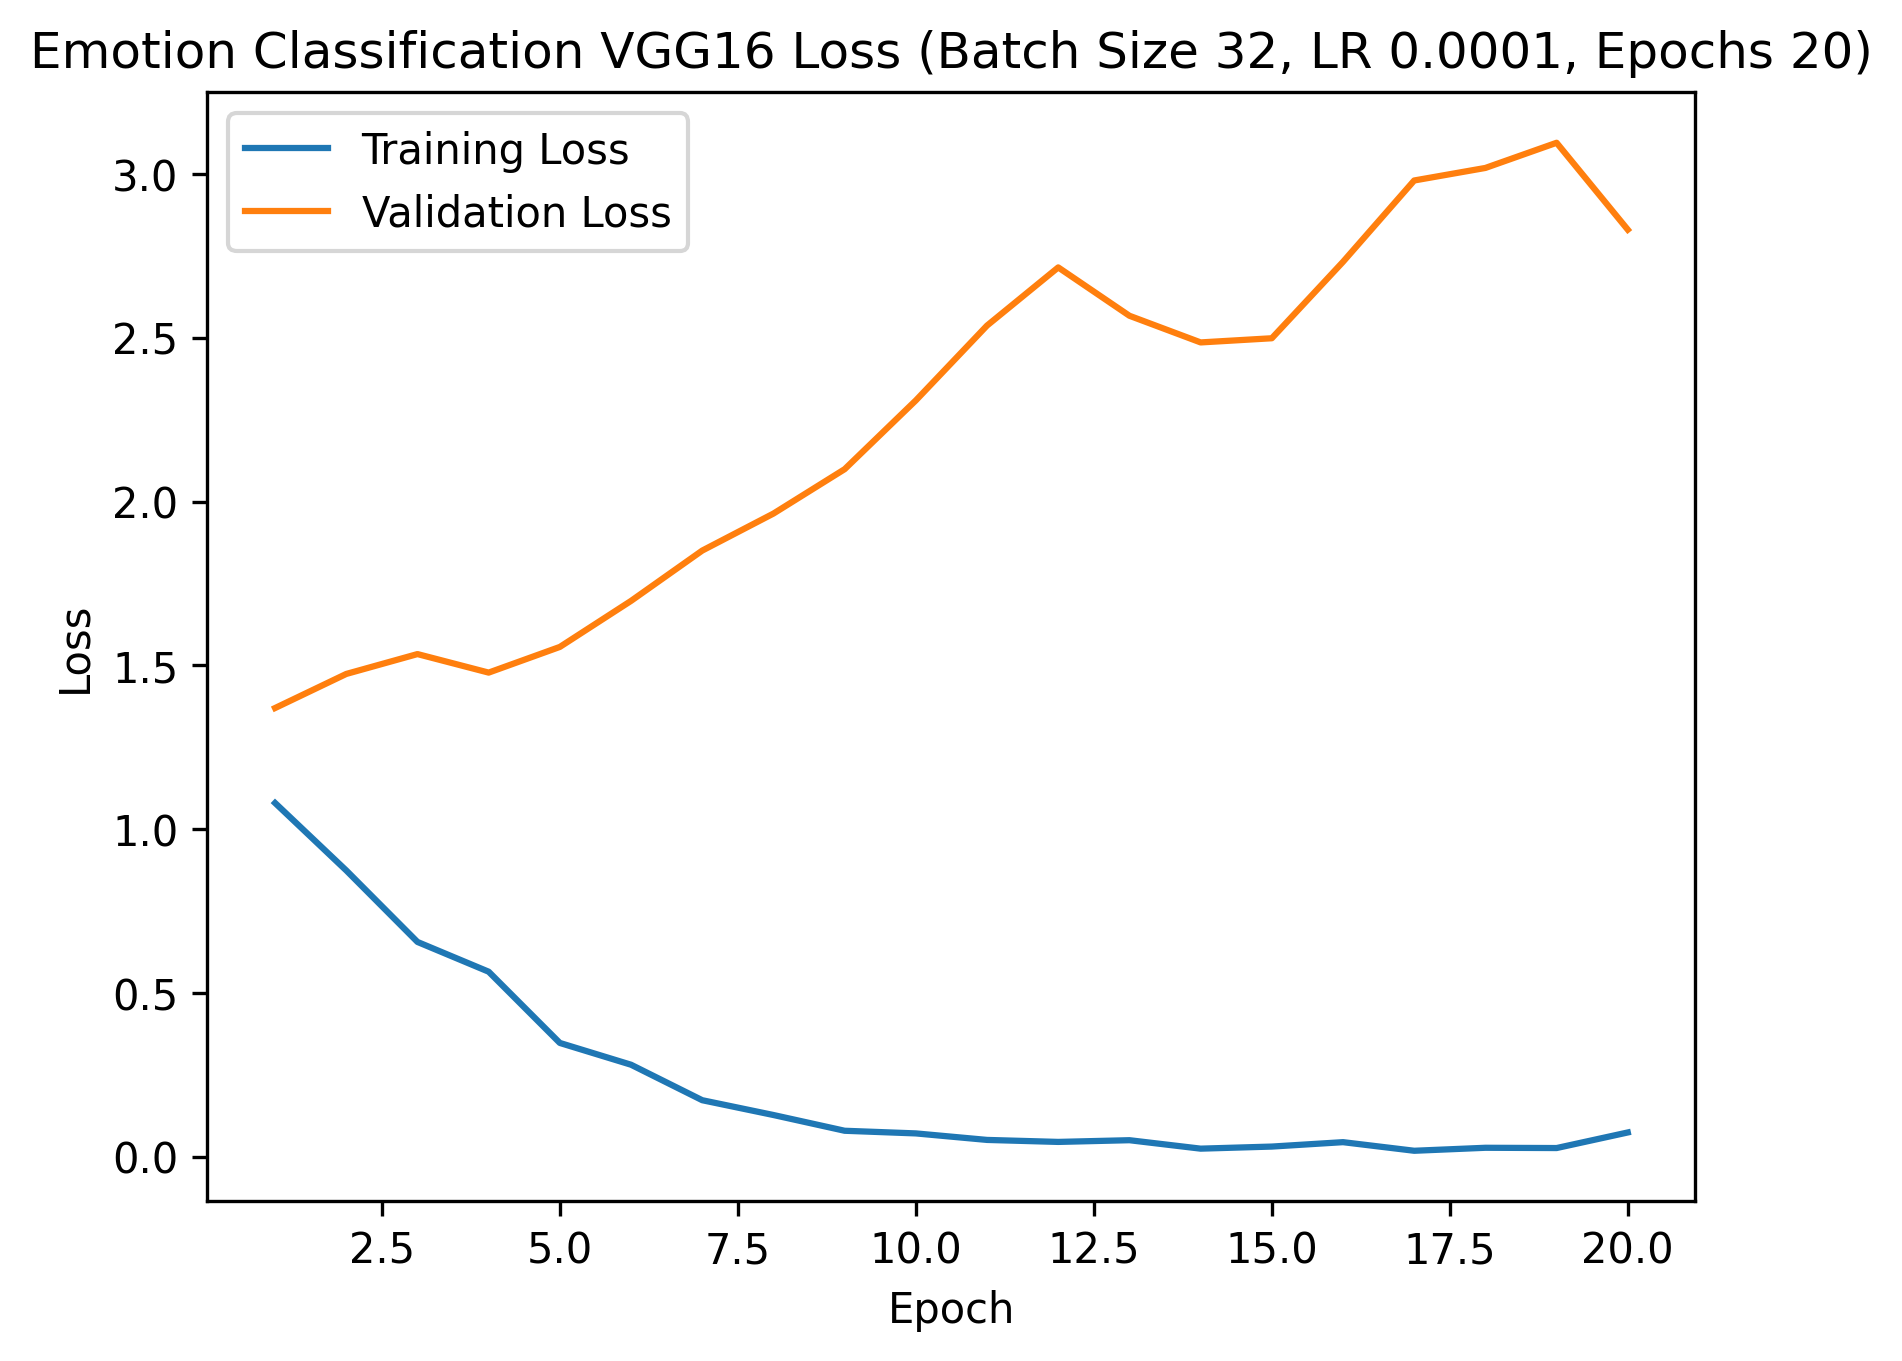 Emotion Classification VGG16 Loss (Batch Size 32, LR 0.0001, Epochs 20)
Training Loss
Validation Loss
3.0
2.5
2.0
1.5
1.0
0.5
0.0
Loss
2.5 5.0 7.5 10.0 12.5 15.0 17.5 20.0
Epoch